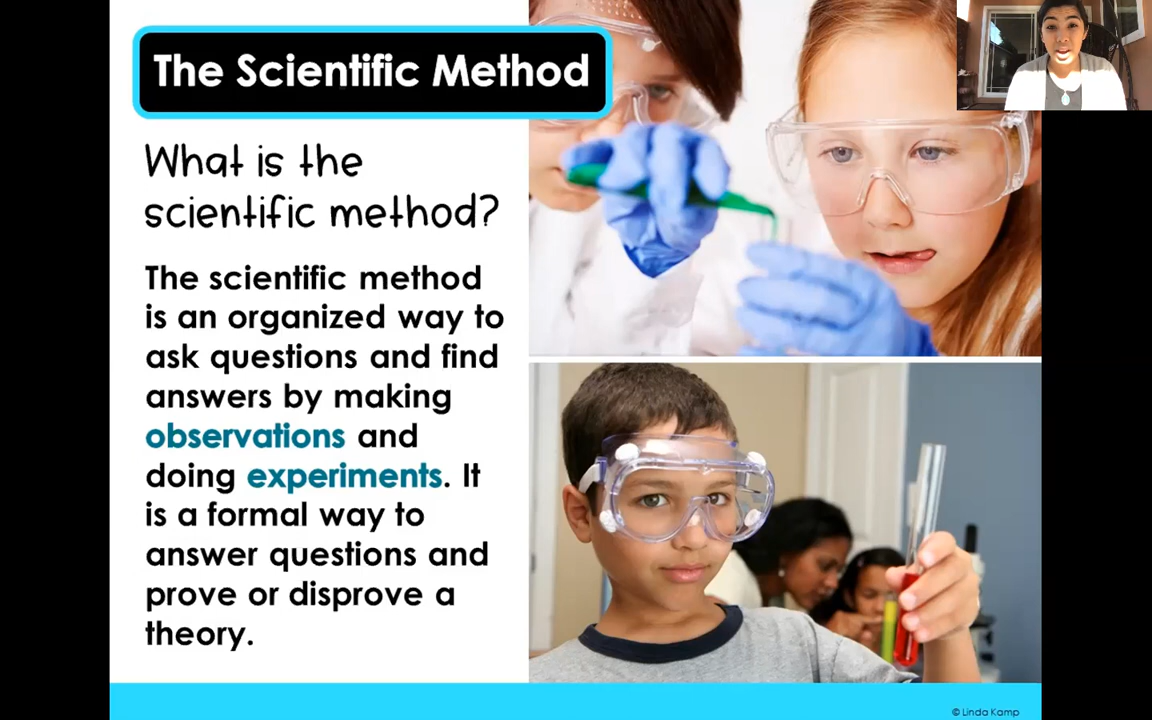 The Scientific Method
What is the
scientific method?
The scientific method
is an organized way to
ask questions and find
answers by making
observations and
doing experiments. It
is a formal way to
answer questions and
prove or disprove a
theory.
© Linda Kamp